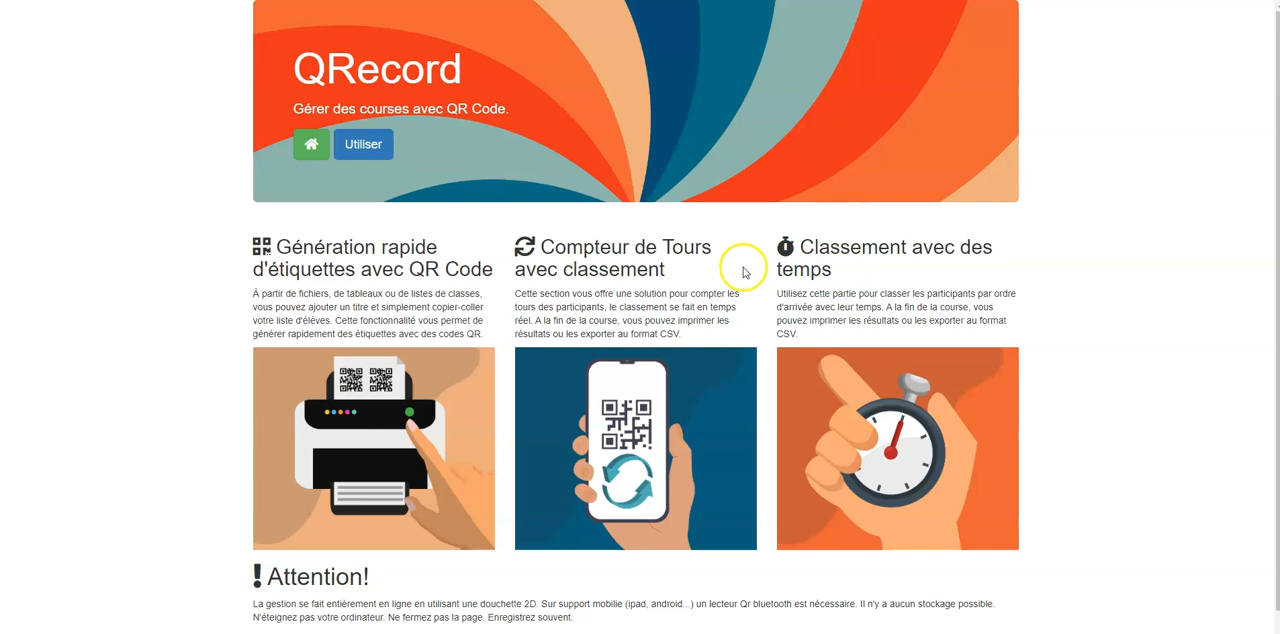 QRecord
Gérer des courses avec QR Code.
Utiliser
Génération rapide
d'étiquettes avec QR Code
À partir de fichiers, de tableaux ou de listes de classes,
vous pouvez ajouter un titre et simplement copier-coller
votre liste d'élèves. Cette fonctionnalité vous permet de
générer rapidement des étiquettes avec des codes QR.
Compteur de Tours
avec classement
Cette section vous offre une solution pour compter les
tours des participants, le classement se fait en temps
réel. A la fin de la course, vous pouvez imprimer les
résultats ou les exporter au format CSV.
Classement avec des
temps
Utilisez cette partie pour classer les participants par ordre
d'arrivée avec leur temps. A la fin de course, vous
pouvez imprimer les résultats ou les exporter au format
CSV.
Attention!
La gestion se fait entièrement en ligne en utilisant une douchette 2D. Sur support mobilie (ipad, android...) un lecteur Qr bluetooth est nécessaire. Il n'y a aucun stockage possible.
N'éteignez pas votre ordinateur. Ne fermez pas la page. Enregistrez souvent.